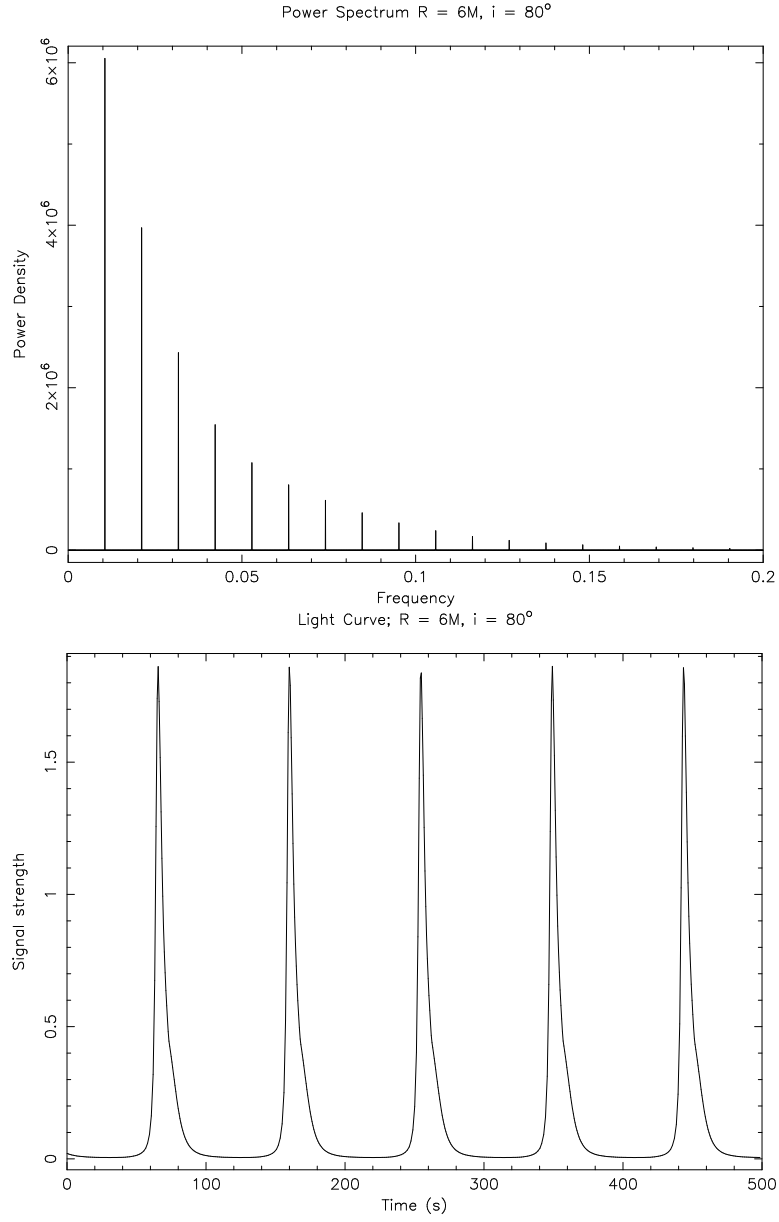 Power Spectrum R = 6M, i = 80°
6×10⁶
4×10⁶
2×10⁶
0
Power Density
0 0.05 0.1 0.15 0.2
Frequency
Light Curve; R = 6M, i = 80°
1.5
1
0.5
0
Signal strength
0 100 200 300 400 500
Time (s)